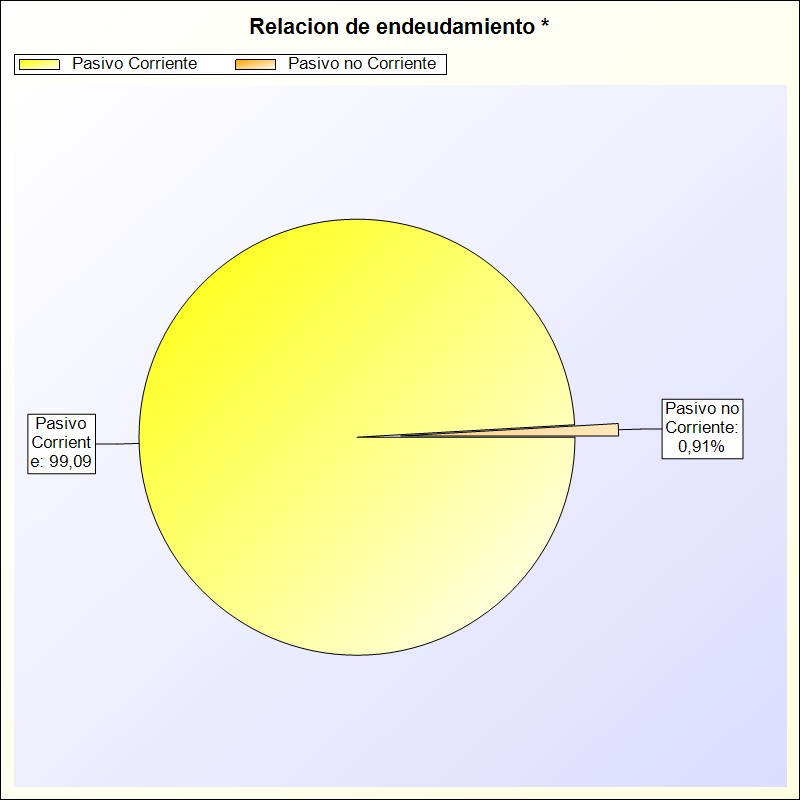 Relacion de endeudamiento *
Pasivo Corriente
Pasivo no Corriente
Pasivo
Corrient
e: 99,09
Pasivo no
Corriente:
0,91%